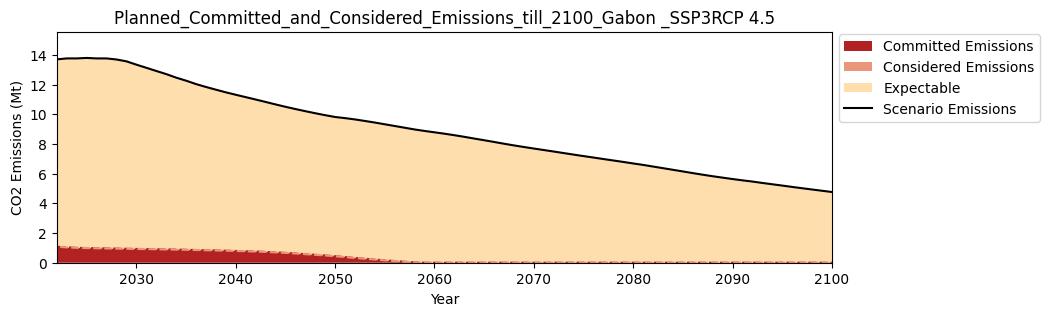 Planned_Committed_and_Considered_Emissions_till_2100_Gabon _SSP3RCP 4.5
CO2 Emissions (Mt)
14
12
10
8
6
4
2
0
2030 2040 2050 2060 2070 2080 2090 2100
Year
Committed Emissions
Considered Emissions
Expectable
Scenario Emissions